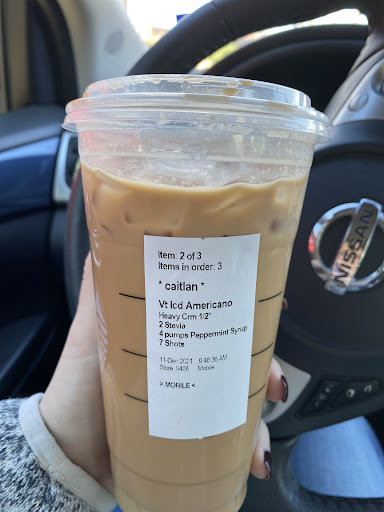 Item: 2 of 3
Items in order: 3
* caitlan *
Vt Icd Americano
Heavy Crm 1/2"
2 Stevia
4 pumps Peppermint Syrup
7 Shots
11-Dec-2021 9:48:36 AM
Store 0406 Mobile
> MOBILE <
NISSAN